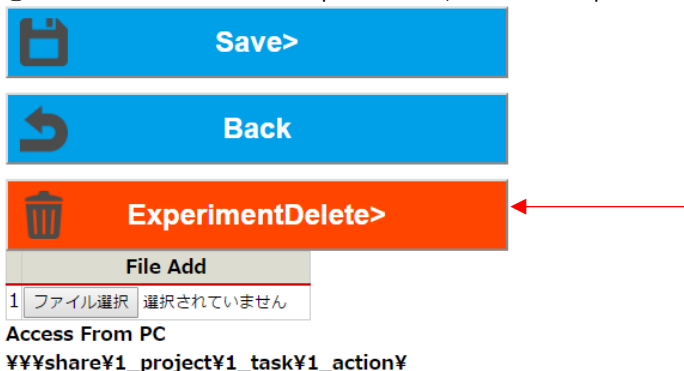 Save>
Back
ExperimentDelete>
File Add
1 ファイル選択 選択されていません
Access From PC
¥¥¥share¥1_project¥1_task¥1_action¥